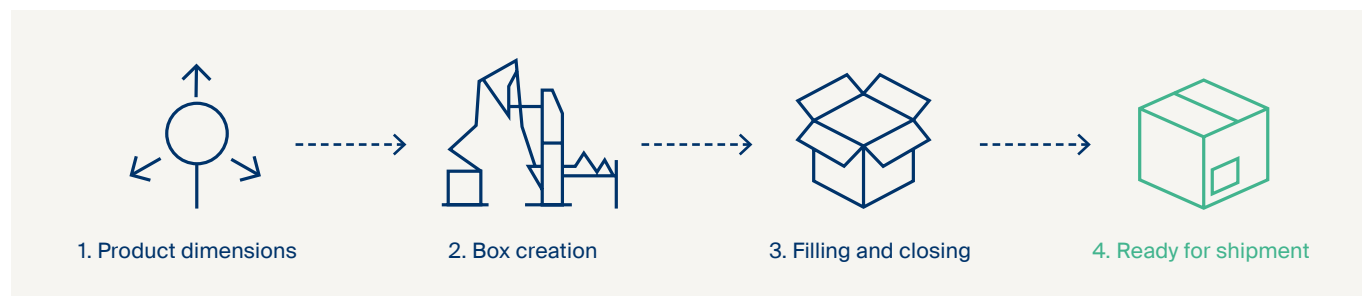 1. Product dimensions
2. Box creation
3. Filling and closing
4. Ready for shipment